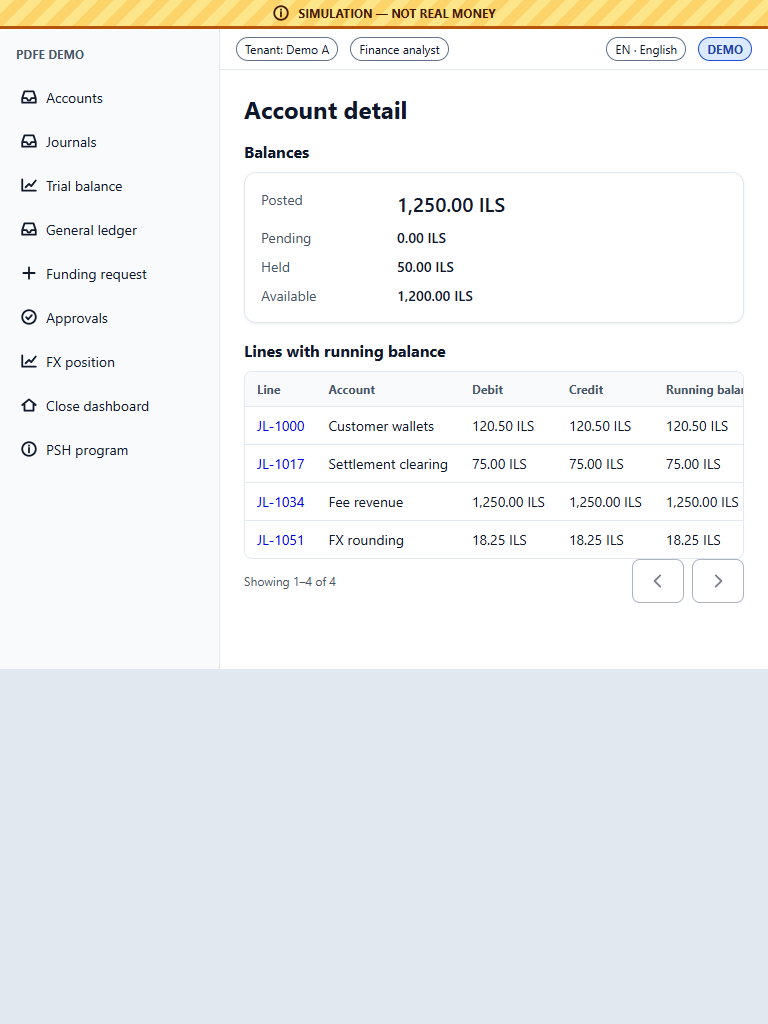 SIMULATION — NOT REAL MONEY
PDFE DEMO
Tenant: Demo A
Finance analyst
EN · English
DEMO
Accounts
Journals
Trial balance
General ledger
Funding request
Approvals
FX position
Close dashboard
PSH program
Account detail
Balances
Posted 1,250.00 ILS
Pending 0.00 ILS
Held 50.00 ILS
Available 1,200.00 ILS
Lines with running balance
Line Account Debit Credit Running
JL-1000 Customer wallets 120.50 ILS 120.50 ILS 120.50 ILS
JL-1017 Settlement clearing 75.00 ILS 75.00 ILS 75.00 ILS
JL-1034 Fee revenue 1,250.00 ILS 1,250.00 ILS 1,250.00 ILS
JL-1051 FX rounding 18.25 ILS 18.25 ILS 18.25 ILS
Showing 1–4 of 4